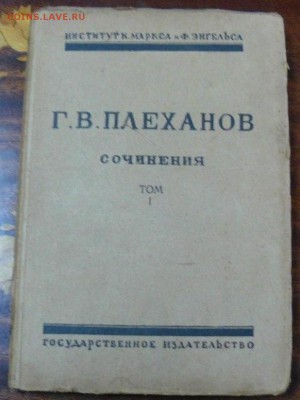 COINS.LAVE.RU
ИНСТИТУТ К. МАРКСА и Ф. ЭНГЕЛЬСА
Г. В. ПЛЕХАНОВ
СОЧИНЕНИЯ
ТОМ
I
ГОСУДАРСТВЕННОЕ ИЗДАТЕЛЬСТВО